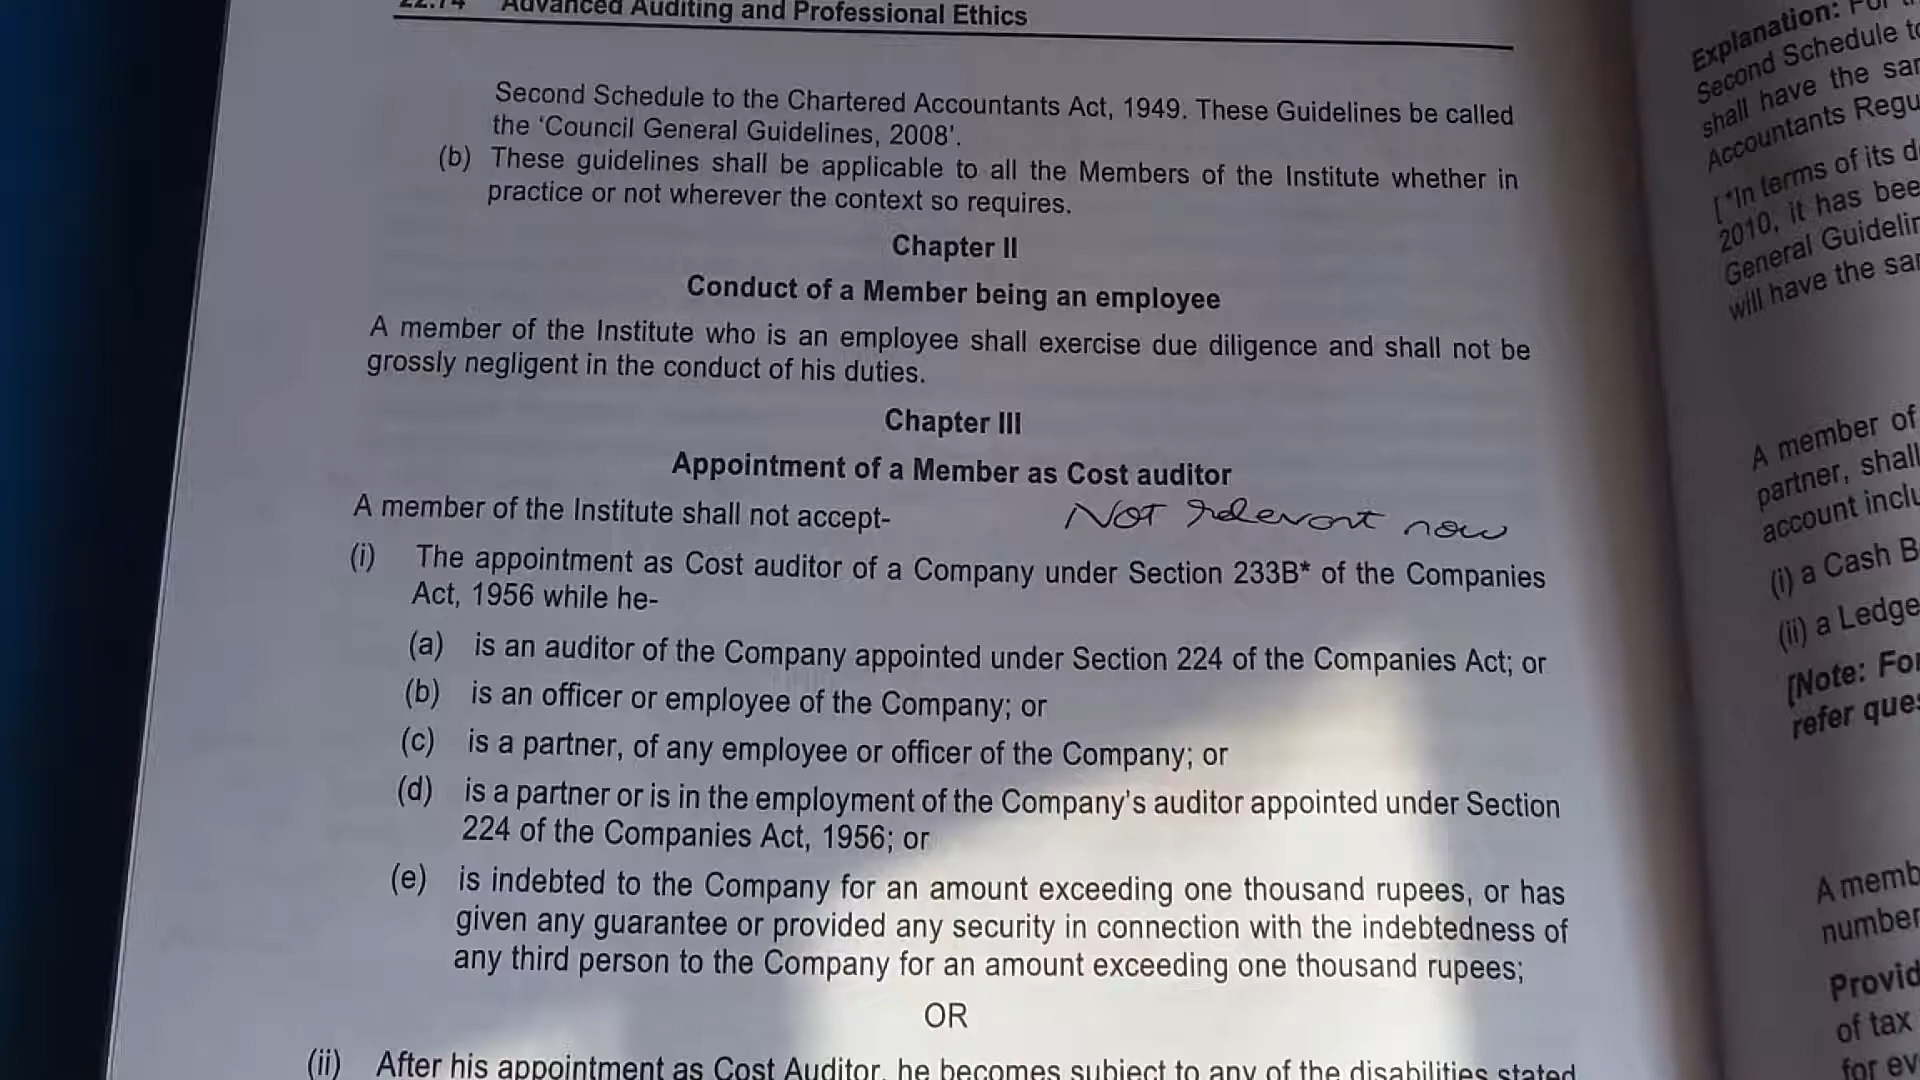 22.14 Advanced Auditing and Professional Ethics
Second Schedule to the Chartered Accountants Act, 1949. These Guidelines be called
the ‘Council General Guidelines, 2008’.
(b) These guidelines shall be applicable to all the Members of the Institute whether in
practice or not wherever the context so requires.
Chapter II
Conduct of a Member being an employee
A member of the Institute who is an employee shall exercise due diligence and shall not be
grossly negligent in the conduct of his duties.
Chapter III
Appointment of a Member as Cost auditor
A member of the Institute shall not accept-
Not relevant now
(i) The appointment as Cost auditor of a Company under Section 233B* of the Companies
Act, 1956 while he-
(a) is an auditor of the Company appointed under Section 224 of the Companies Act; or
(b) is an officer or employee of the Company; or
(c) is a partner, of any employee or officer of the Company; or
(d) is a partner or is in the employment of the Company’s auditor appointed under Section
224 of the Companies Act, 1956; or
(e) is indebted to the Company for an amount exceeding one thousand rupees, or has
given any guarantee or provided any security in connection with the indebtedness of
any third person to the Company for an amount exceeding one thousand rupees;
OR
(ii) After his appointment as Cost Auditor, he becomes subject to any of the disabilities stated
Explanation: For
Second Schedule to
shall have the
Accountants
[*In terms of its
2010, it has
General
will have the
A member of
partner, shall
account
(i) a Cash
(ii) a
[Note: For
refer
A
of tax
for